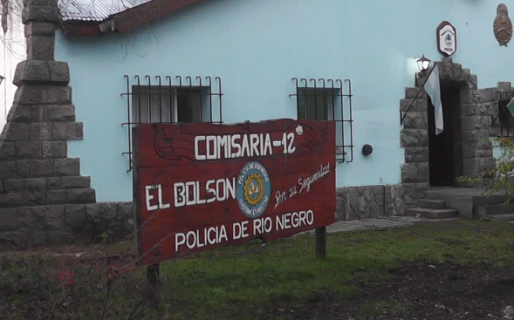 COMISARIA-12ª
EL BOLSON Por su Seguridad
POLICIA DE RIO NEGRO